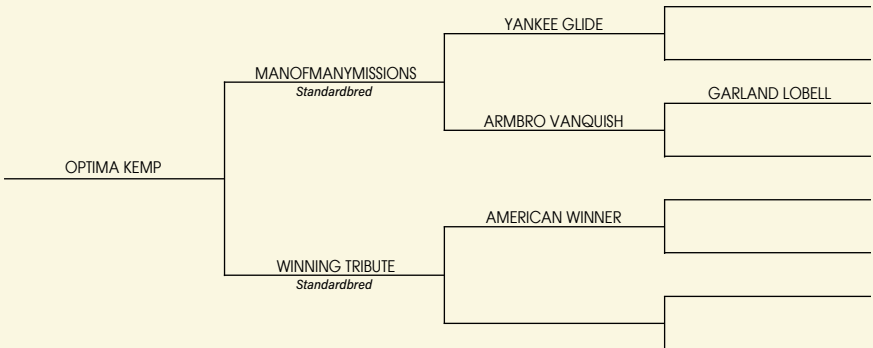 YANKEE GLIDE
MANOFMANYMISSIONS
Standardbred
GARLAND LOBELL
ARMBRO VANQUISH
OPTIMA KEMP
AMERICAN WINNER
WINNING TRIBUTE
Standardbred